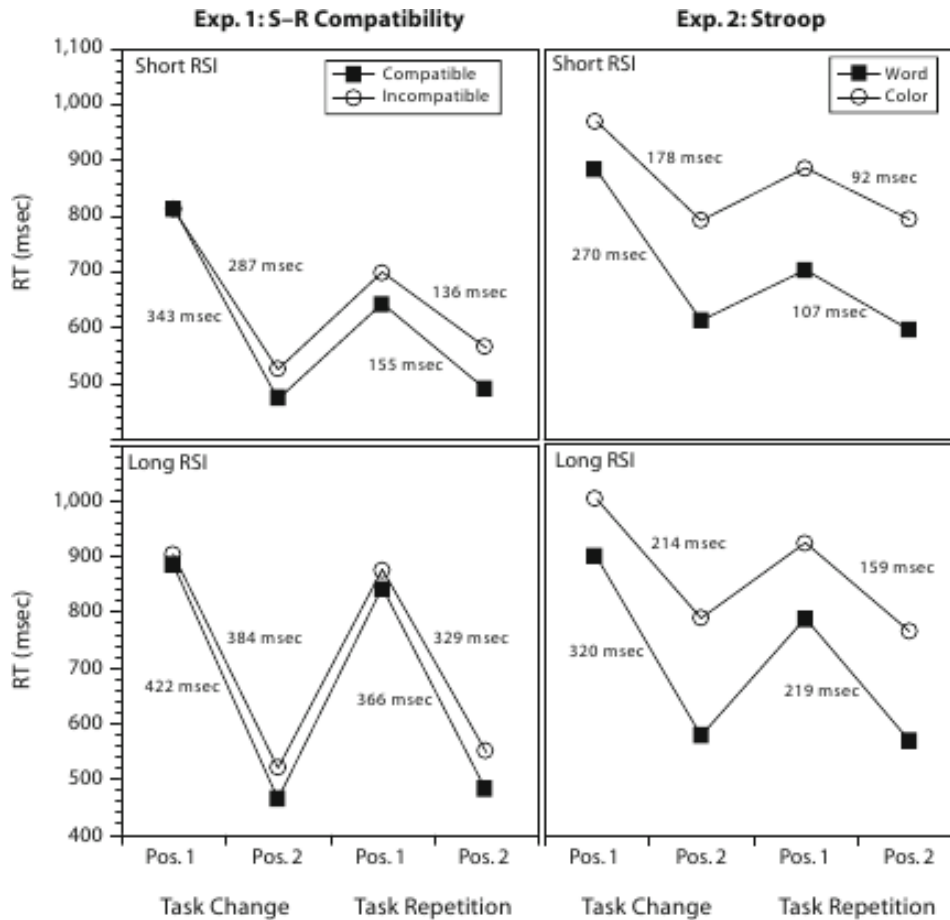 Exp. 1: S–R Compatibility
Exp. 2: Stroop
1,100
1,000
900
800
700
600
500
RT (msec)
Short RSI
Compatible
Incompatible
287 msec
343 msec
136 msec
155 msec
Short RSI
Word
Color
178 msec
92 msec
270 msec
107 msec
1,000
900
800
700
600
500
400
RT (msec)
Long RSI
384 msec
422 msec
329 msec
366 msec
Long RSI
214 msec
159 msec
320 msec
219 msec
Pos. 1 Pos. 2 Pos. 1 Pos. 2
Pos. 1 Pos. 2 Pos. 1 Pos. 2
Task Change Task Repetition
Task Change Task Repetition